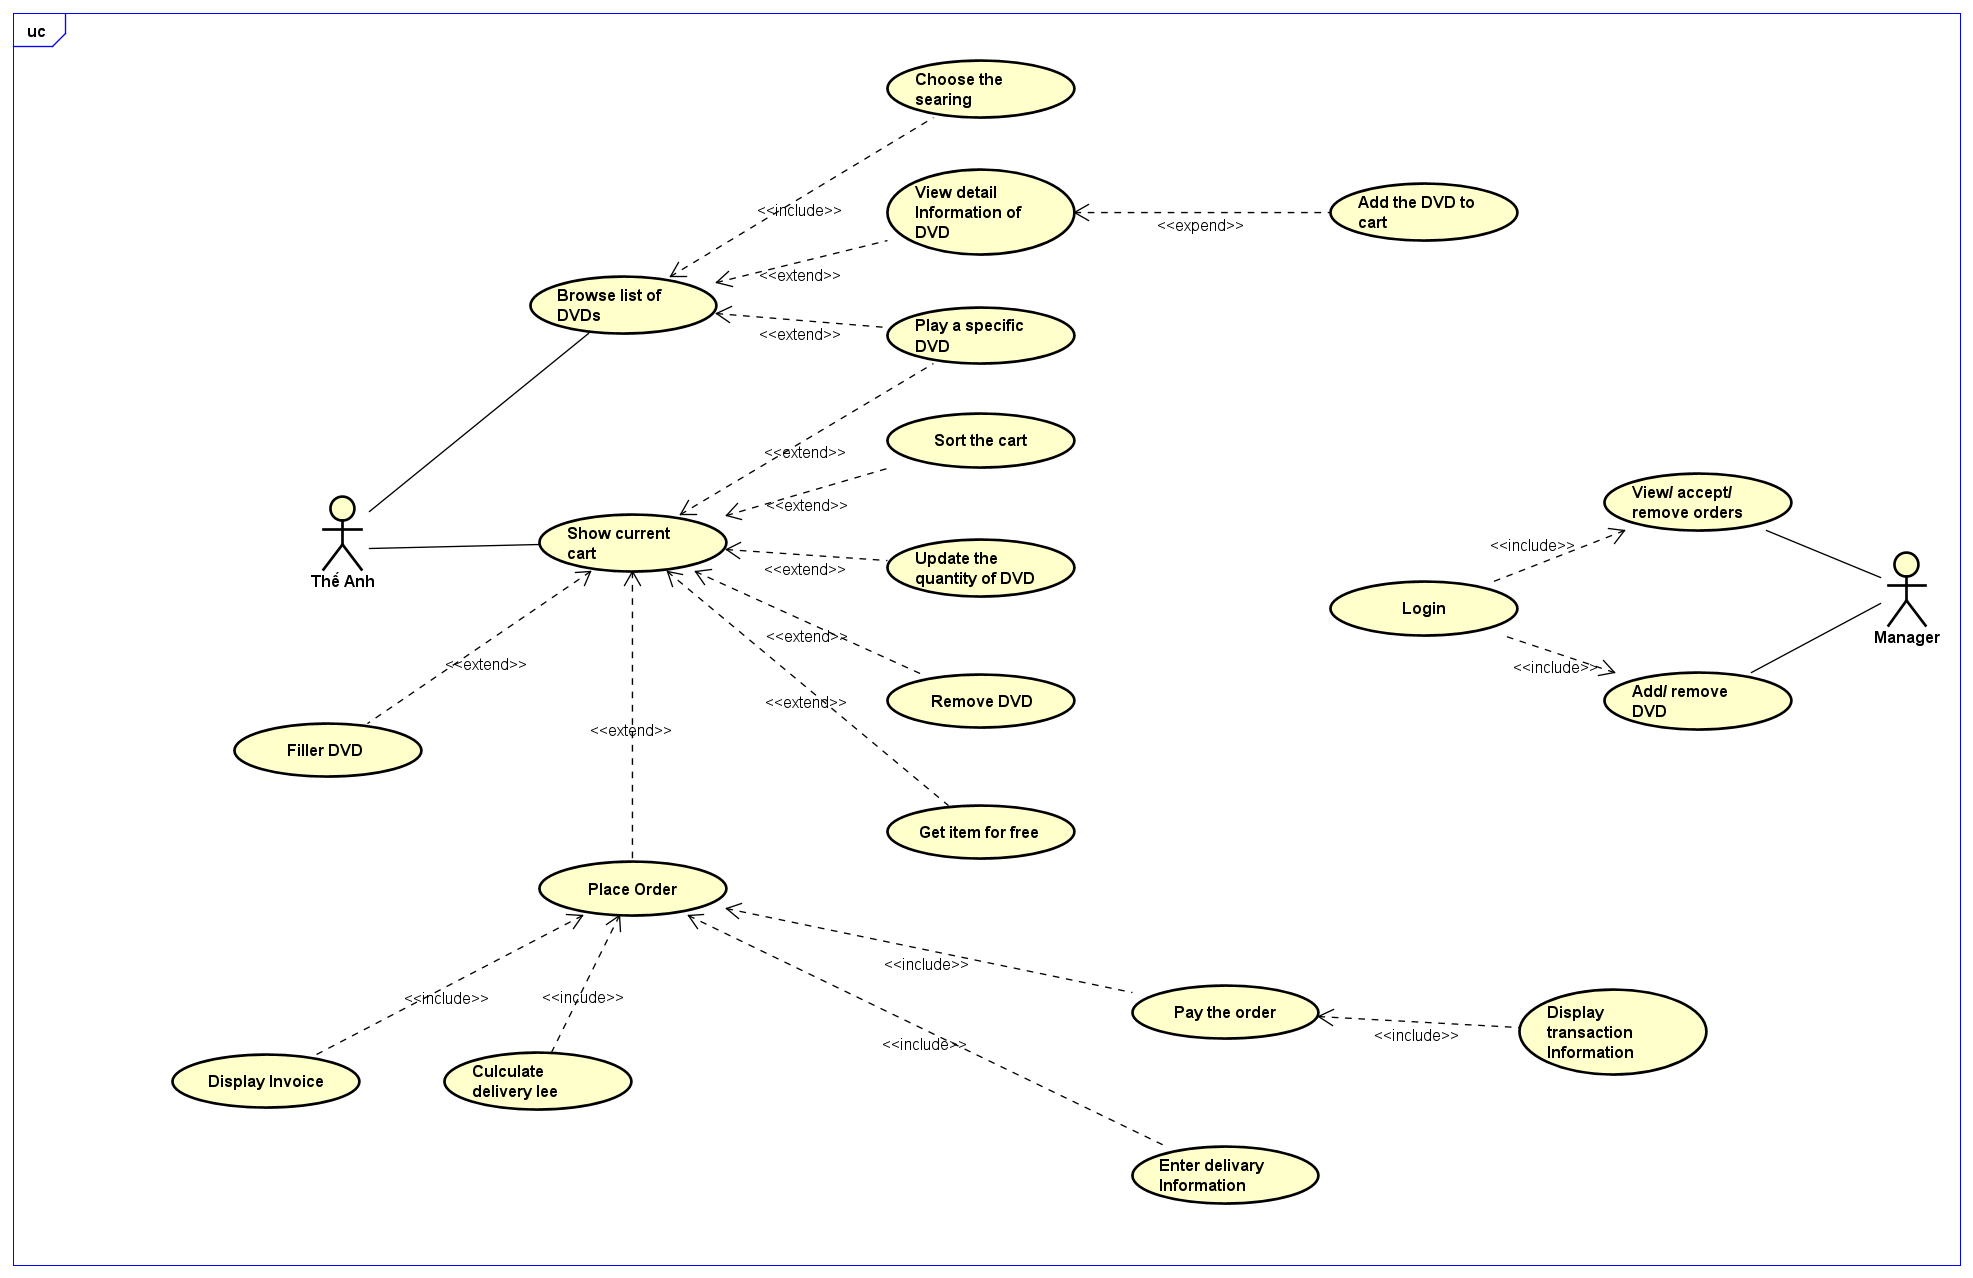 uc
Choose the
searing
View detail
Information of
DVD
<<expend>>
Add the DVD to
cart
<<include>>
<<extend>>
Browse list of
DVDs
<<extend>>
Play a specific
DVD
Sort the cart
<<extend>>
<<extend>>
Thế Anh
Show current
cart
<<extend>>
Update the
quantity of DVD
View/ accept/
remove orders
<<include>>
Login
Manager
<<include>>
Add/ remove
DVD
<<extend>>
<<extend>>
Remove DVD
<<extend>>
<<extend>>
Filler DVD
Get item for free
Place Order
<<include>>
<<incude>>
<<include>>
<<include>>
Pay the order
<<include>>
Display
transaction
Information
Display Invoice
Culculate
delivery lee
Enter delivary
Information